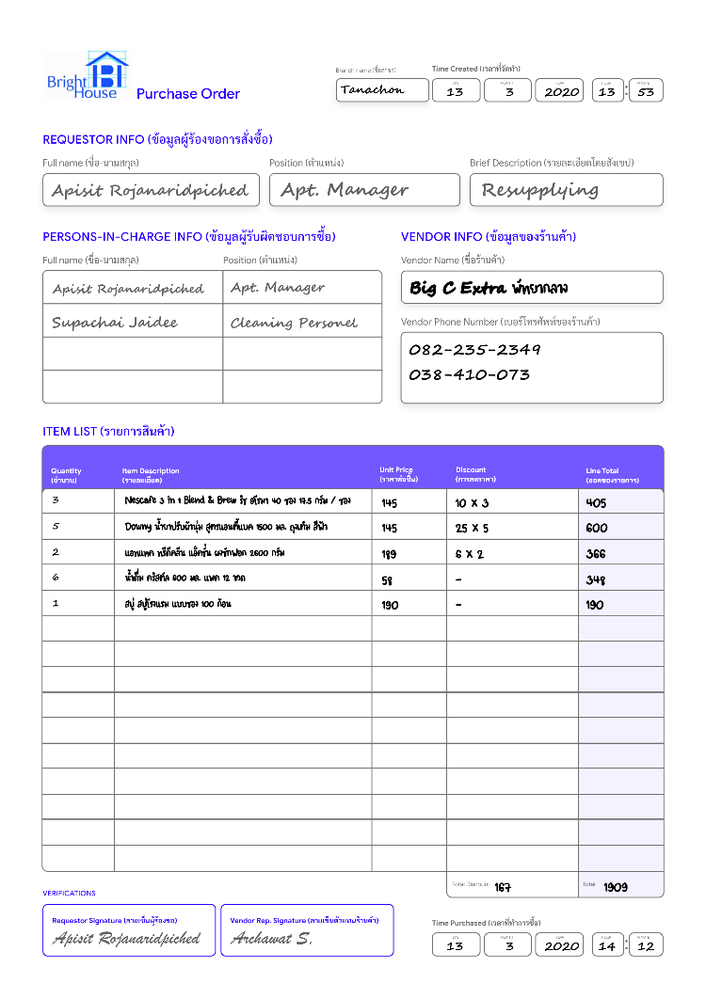 Bright House
Purchase Order
Branch name (ชื่อสาขา)
Tanachon
Time Created (เวลาที่จัดทำ)
DAY MONTH YEAR HOUR MINUTE
13 3 2020 13 : 53
REQUESTOR INFO (ข้อมูลผู้ร้องขอการสั่งซื้อ)
Full name (ชื่อ-นามสกุล) Position (ตำแหน่ง) Brief Description (รายละเอียดโดยสังเขป)
Apisit Rojanaridpiched Apt. Manager Resupplying
PERSONS-IN-CHARGE INFO (ข้อมูลผู้รับผิดชอบการซื้อ)
Full name (ชื่อ-นามสกุล) Position (ตำแหน่ง)
Apisit Rojanaridpiched Apt. Manager
Supachai Jaidee Cleaning Personel
VENDOR INFO (ข้อมูลของร้านค้า)
Vendor Name (ชื่อร้านค้า)
Big C Extra พัทยากลาง
Vendor Phone Number (เบอร์โทรศัพท์ของร้านค้า)
082-235-2349
038-410-073
ITEM LIST (รายการสินค้า)
Quantity Item Description Unit Price Discount Line Total
(จำนวน) (รายละเอียด) (ราคาต่อชิ้น) (การลดราคา) (ยอดของรายการ)
3 Nescafe 3 in 1 Blend & Brew ริช อโรมา 40 ซอง 17.5 กรัม / ซอง 145 10 X 3 405
5 Downy น้ำยาปรับผ้านุ่ม สูตรแอนตี้แบค 1500 มล. ถุงเติม สีฟ้า 145 25 X 5 600
2 แอทแทค ทรีดีคลีน แอ็คชั่น ผงซักฟอก 2600 กรัม 189 6 X 2 366
6 น้ำดื่ม คริสตัล 600 มล. แพค 12 ขวด 58 - 348
1 สบู่ สบู่โรงแรม แบบซอง 100 ก้อน 190 - 190
Total Discount 167 Total 1909
VERIFICATIONS
Requestor Signature (ลายเซ็นผู้ร้องขอ)
Apisit Rojanaridpiched
Vendor Rep. Signature (ลายเซ็นตัวแทนร้านค้า)
Archawat S.
Time Purchased (เวลาที่ทำการซื้อ)
DAY MONTH YEAR HOUR MINUTE
13 3 2020 14 : 12